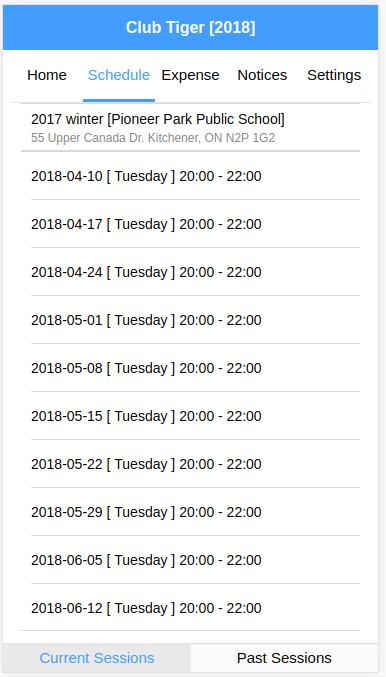 Club Tiger [2018]
Home Schedule Expense Notices Settings
2017 winter [Pioneer Park Public School]
55 Upper Canada Dr. Kitchener, ON N2P 1G2
2018-04-10 [ Tuesday ] 20:00 - 22:00
2018-04-17 [ Tuesday ] 20:00 - 22:00
2018-04-24 [ Tuesday ] 20:00 - 22:00
2018-05-01 [ Tuesday ] 20:00 - 22:00
2018-05-08 [ Tuesday ] 20:00 - 22:00
2018-05-15 [ Tuesday ] 20:00 - 22:00
2018-05-22 [ Tuesday ] 20:00 - 22:00
2018-05-29 [ Tuesday ] 20:00 - 22:00
2018-06-05 [ Tuesday ] 20:00 - 22:00
2018-06-12 [ Tuesday ] 20:00 - 22:00
Current Sessions Past Sessions